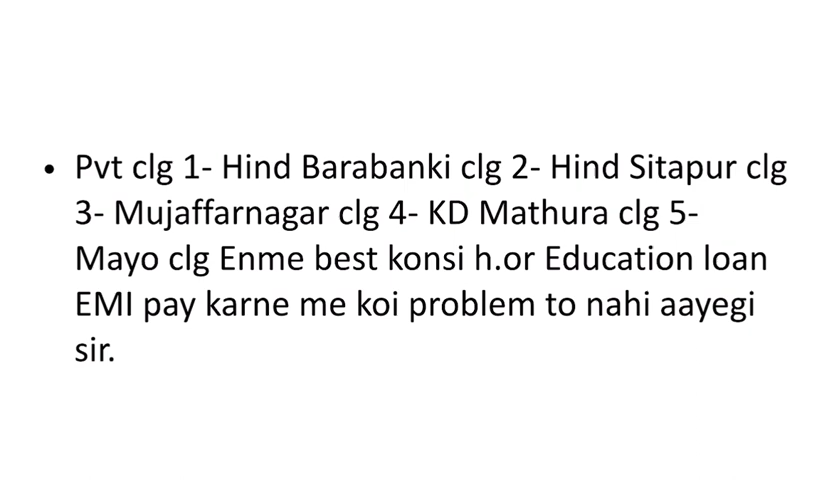 • Pvt clg 1- Hind Barabanki clg 2- Hind Sitapur clg
3- Mujaffarnagar clg 4- KD Mathura clg 5-
Mayo clg Enme best konsi h.or Education loan
EMI pay karne me koi problem to nahi aayegi
sir.